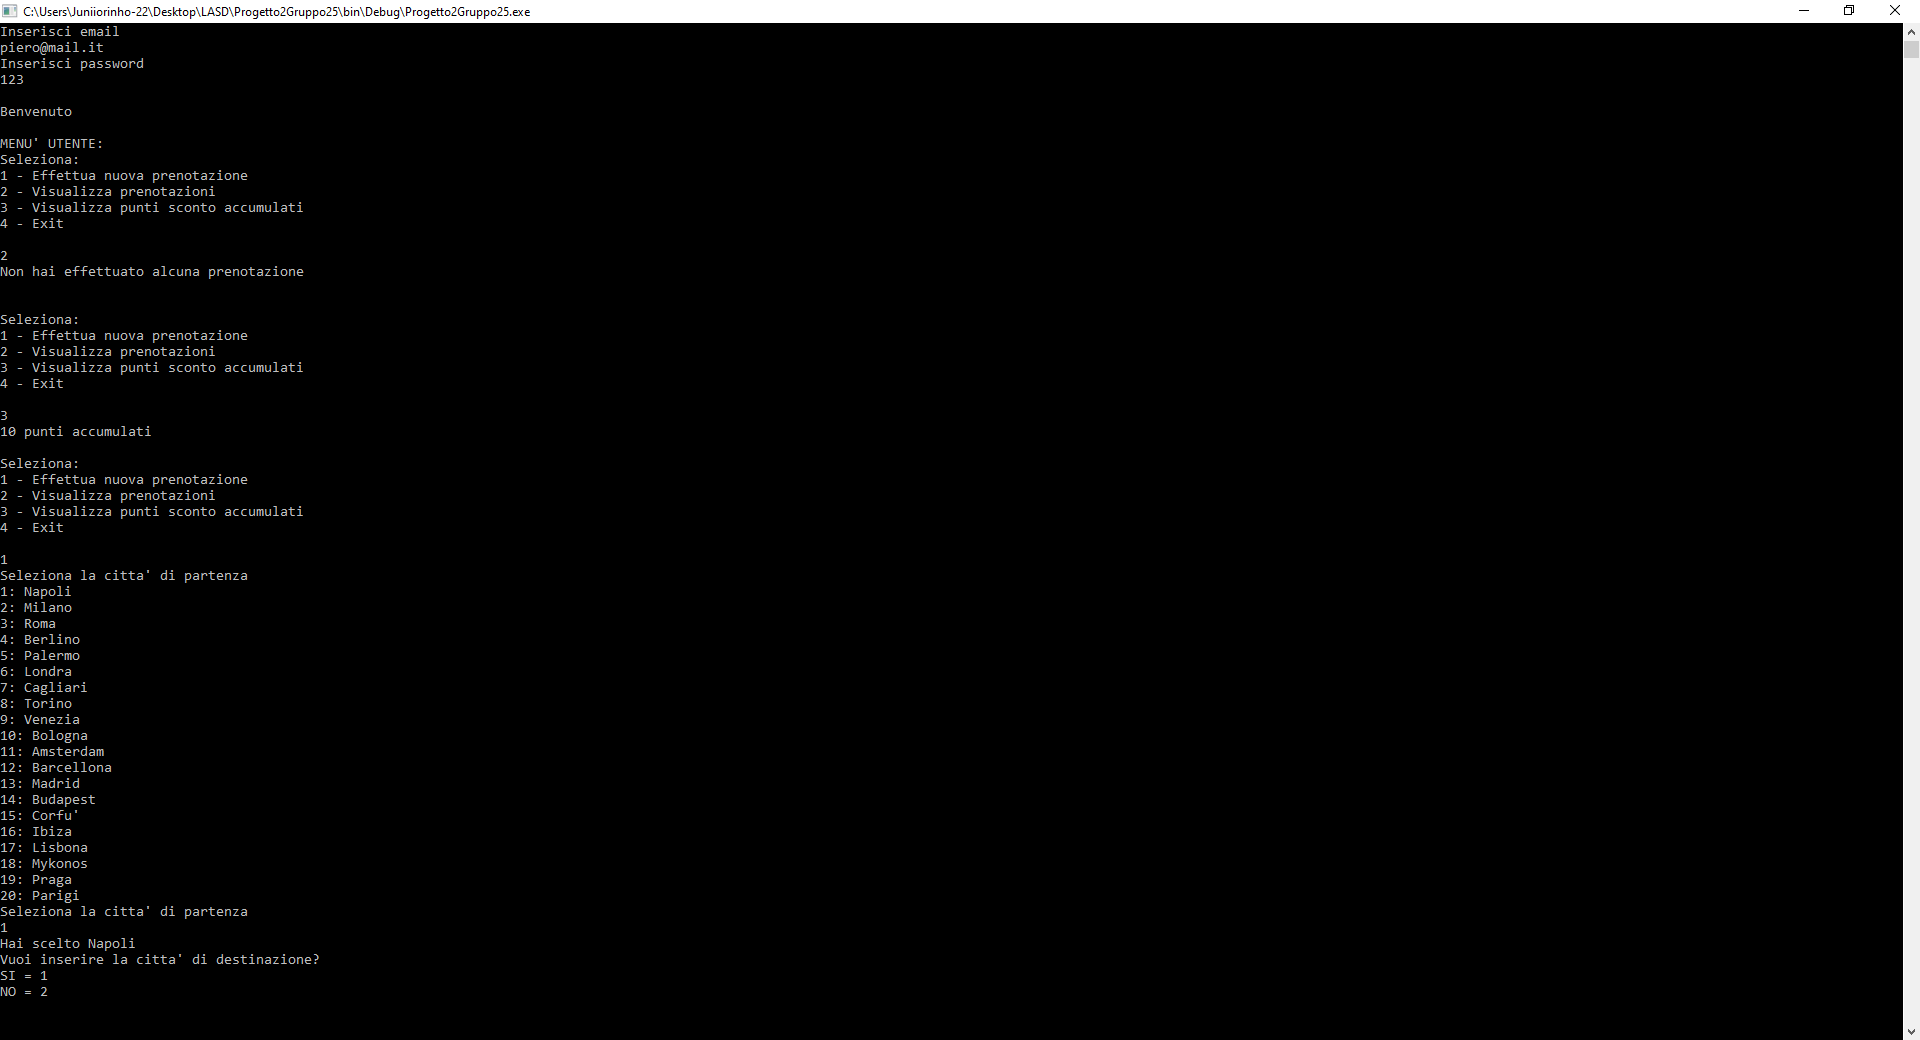 C:\Users\Juniiorinho-22\Desktop\LASD\Progetto2Gruppo25\bin\Debug\Progetto2Gruppo25.exe
Inserisci email
piero@mail.it
Inserisci password
123
Benvenuto
MENU' UTENTE:
Seleziona:
1 - Effettua nuova prenotazione
2 - Visualizza prenotazioni
3 - Visualizza punti sconto accumulati
4 - Exit
2
Non hai effettuato alcuna prenotazione
Seleziona:
1 - Effettua nuova prenotazione
2 - Visualizza prenotazioni
3 - Visualizza punti sconto accumulati
4 - Exit
3
10 punti accumulati
Seleziona:
1 - Effettua nuova prenotazione
2 - Visualizza prenotazioni
3 - Visualizza punti sconto accumulati
4 - Exit
1
Seleziona la citta' di partenza
1: Napoli
2: Milano
3: Roma
4: Berlino
5: Palermo
6: Londra
7: Cagliari
8: Torino
9: Venezia
10: Bologna
11: Amsterdam
12: Barcellona
13: Madrid
14: Budapest
15: Corfu'
16: Ibiza
17: Lisbona
18: Mykonos
19: Praga
20: Parigi
Seleziona la citta' di partenza
1
Hai scelto Napoli
Vuoi inserire la citta' di destinazione?
SI = 1
NO = 2